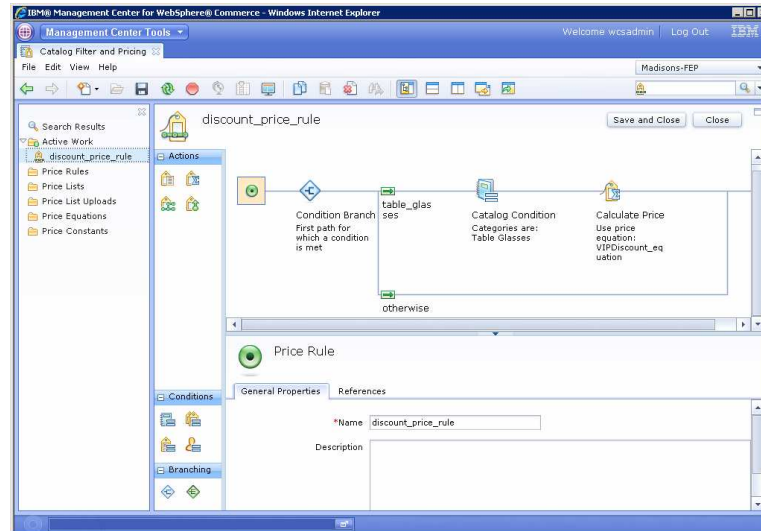 IBM® Management Center for WebSphere® Commerce - Windows Internet Explorer
Management Center Tools
Welcome wcsadmin | Log Out
IBM
Catalog Filter and Pricing
File Edit View Help
Madisons-FEP
Search Results
Active Work
discount_price_rule
Price Rules
Price Lists
Price List Uploads
Price Equations
Price Constants
discount_price_rule
Save and Close
Close
Actions
Condition Branch
First path for
which a condition
is met
table_glas
ses
Catalog Condition
Categories are:
Table Glasses
Calculate Price
Use price
equation:
VIPDiscount_eq
uation
otherwise
Price Rule
General Properties
References
Conditions
*Name
discount_price_rule
Description
Branching